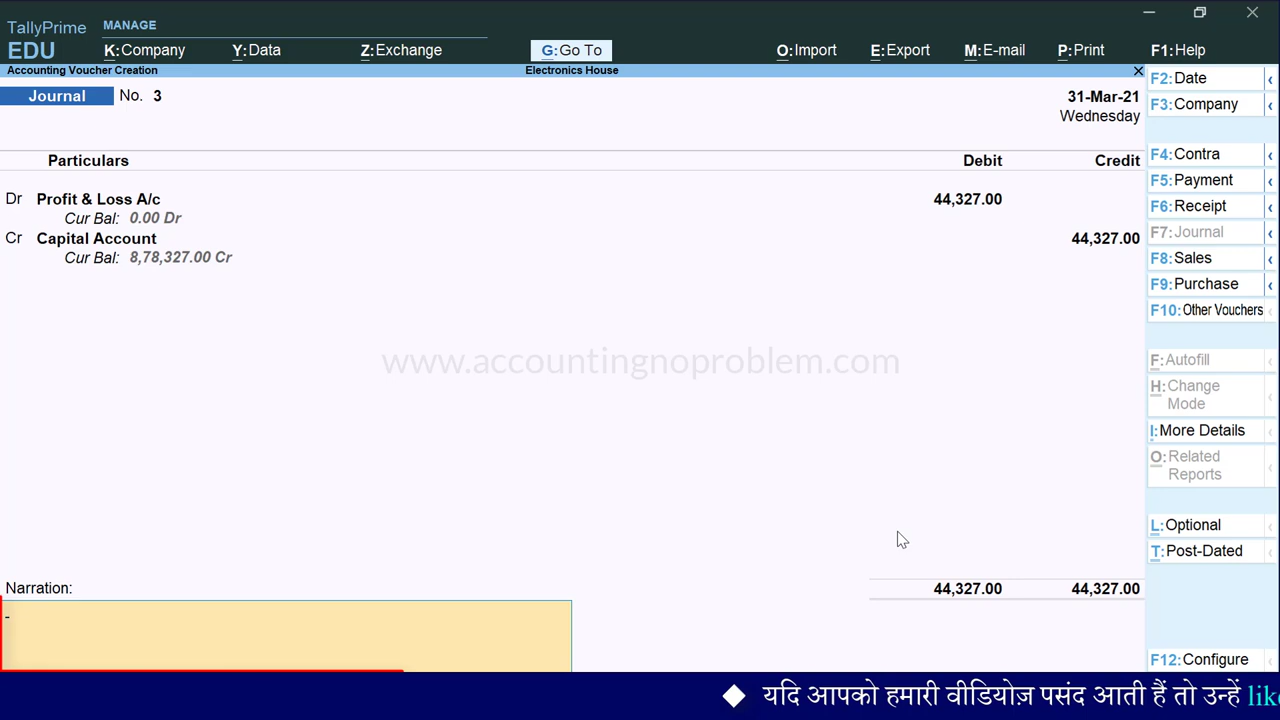 TallyPrime MANAGE
EDU K:Company Y:Data Z:Exchange G:Go To O:Import E:Export M:E-mail P:Print F1:Help
Accounting Voucher Creation Electronics House
Journal No. 3 31-Mar-21
Wednesday
Particulars Debit Credit
Dr Profit & Loss A/c 44,327.00
Cur Bal: 0.00 Dr
Cr Capital Account 44,327.00
Cur Bal: 8,78,327.00 Cr
www.accountingnoproblem.com
Narration: 44,327.00 44,327.00
F2:Date
F3:Company
F4:Contra
F5:Payment
F6:Receipt
F7:Journal
F8:Sales
F9:Purchase
F10:Other Vouchers
F:Autofill
H:Change
Mode
I:More Details
O:Related
Reports
L:Optional
T:Post-Dated
F12:Configure
◆ यदि आपको हमारी वीडियोज़ पसंद आती हैं तो उन्हें like